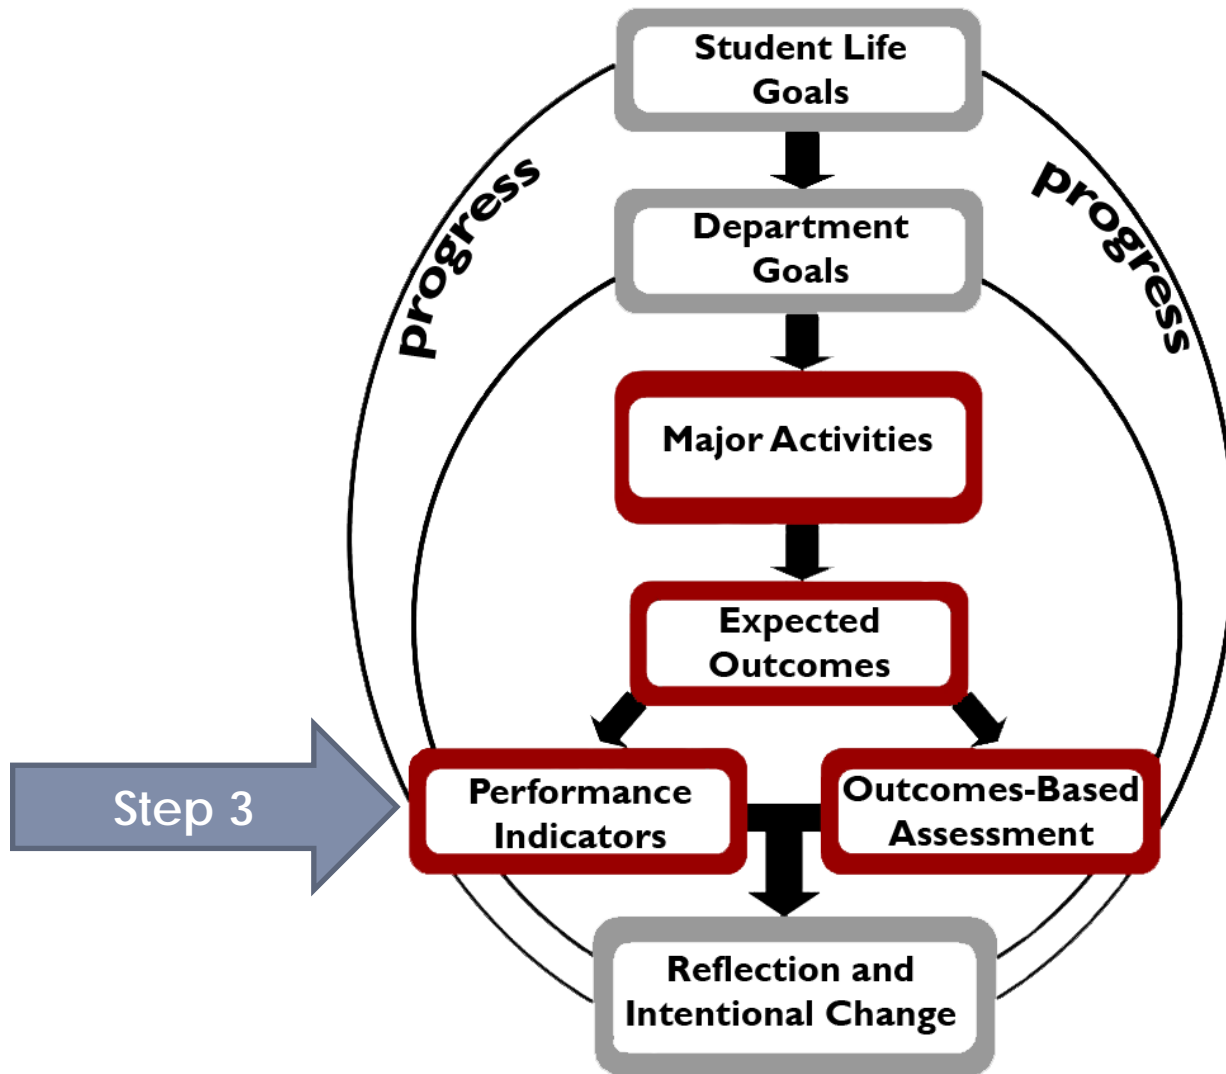 Student Life
Goals
progress
progress
Department
Goals
Major Activities
Expected
Outcomes
Step 3
Performance
Indicators
Outcomes-Based
Assessment
Reflection and
Intentional Change